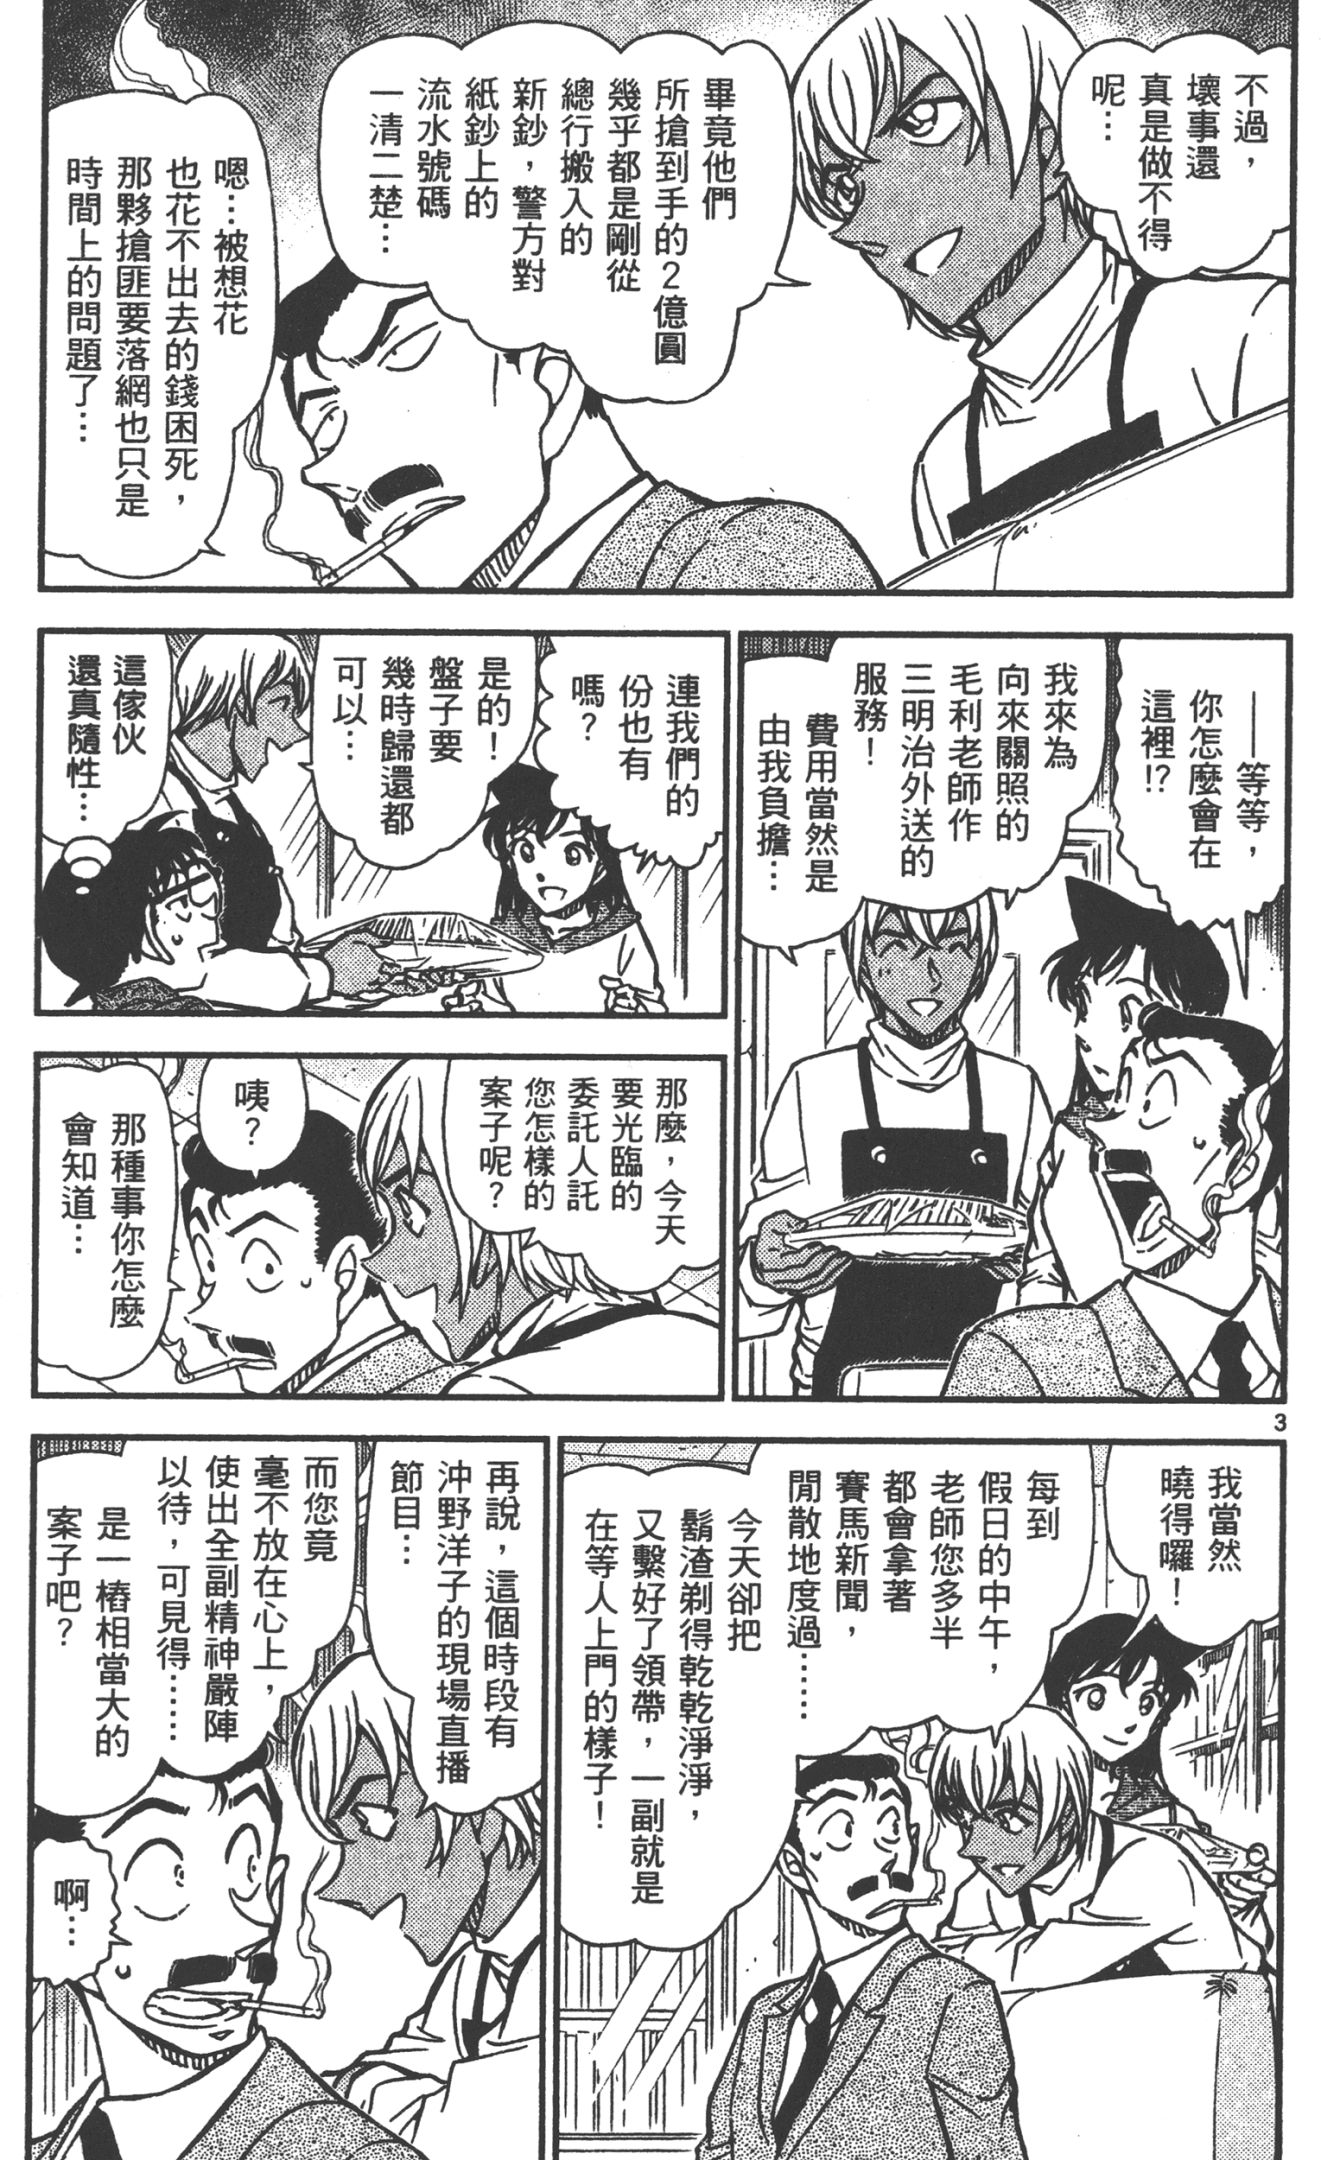 不過，
壞事還
真是做不得
呢…
畢竟他們
所搶到手的2億圓
幾乎都是剛從
總行搬入的
新鈔，警方對
紙鈔上的
流水號碼
一清二楚…
嗯…被想花
也花不出去的錢困死，
那夥搶匪要落網也只是
時間上的問題了…
——等等，
你怎麼會在
這裡!?
我來為
向來關照的
毛利老師作
三明治外送的
服務！
費用當然是
由我負擔…
連我們的
份也有
嗎？
是的！
盤子要
幾時歸還都
可以…
這傢伙
還真隨性…
那麼，今天
要光臨的
委託人託
您怎樣的
案子呢？
咦？
那種事你怎麼
會知道…
3
我當然
曉得囉！
每到
假日的中午，
老師您多半
都會拿著
賽馬新聞，
閒散地度過……
今天卻把
鬍渣剃得乾乾淨淨，
又繫好了領帶，一副就是
在等人上門的樣子！
再說，這個時段有
沖野洋子的現場直播
節目…
而您竟
毫不放在心上，
使出全副精神嚴陣
以待，可見得……
是一樁相當大的
案子吧？
啊…